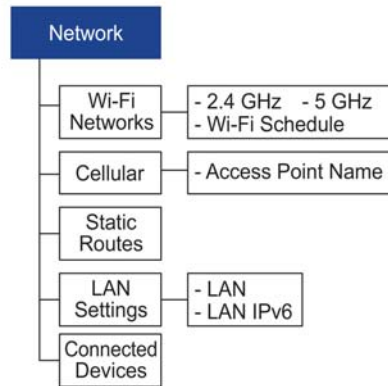 Network
Wi-Fi
Networks
- 2.4 GHz - 5 GHz
- Wi-Fi Schedule
Cellular
- Access Point Name
Static
Routes
LAN
Settings
- LAN
- LAN IPv6
Connected
Devices